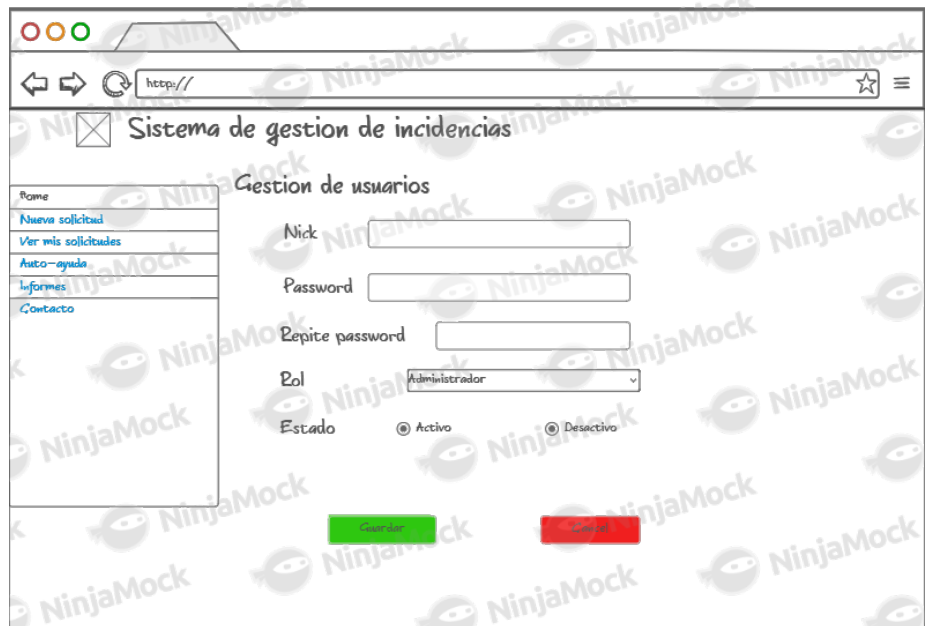 http://
Sistema de gestion de incidencias
Home
Nueva solicitud
Ver mis solicitudes
Auto-ayuda
Informes
Contacto
Gestion de usuarios
Nick
Password
Repite password
Rol
Administrador
Estado
Activo
Desactivo
Guardar
Cancel
NinjaMock